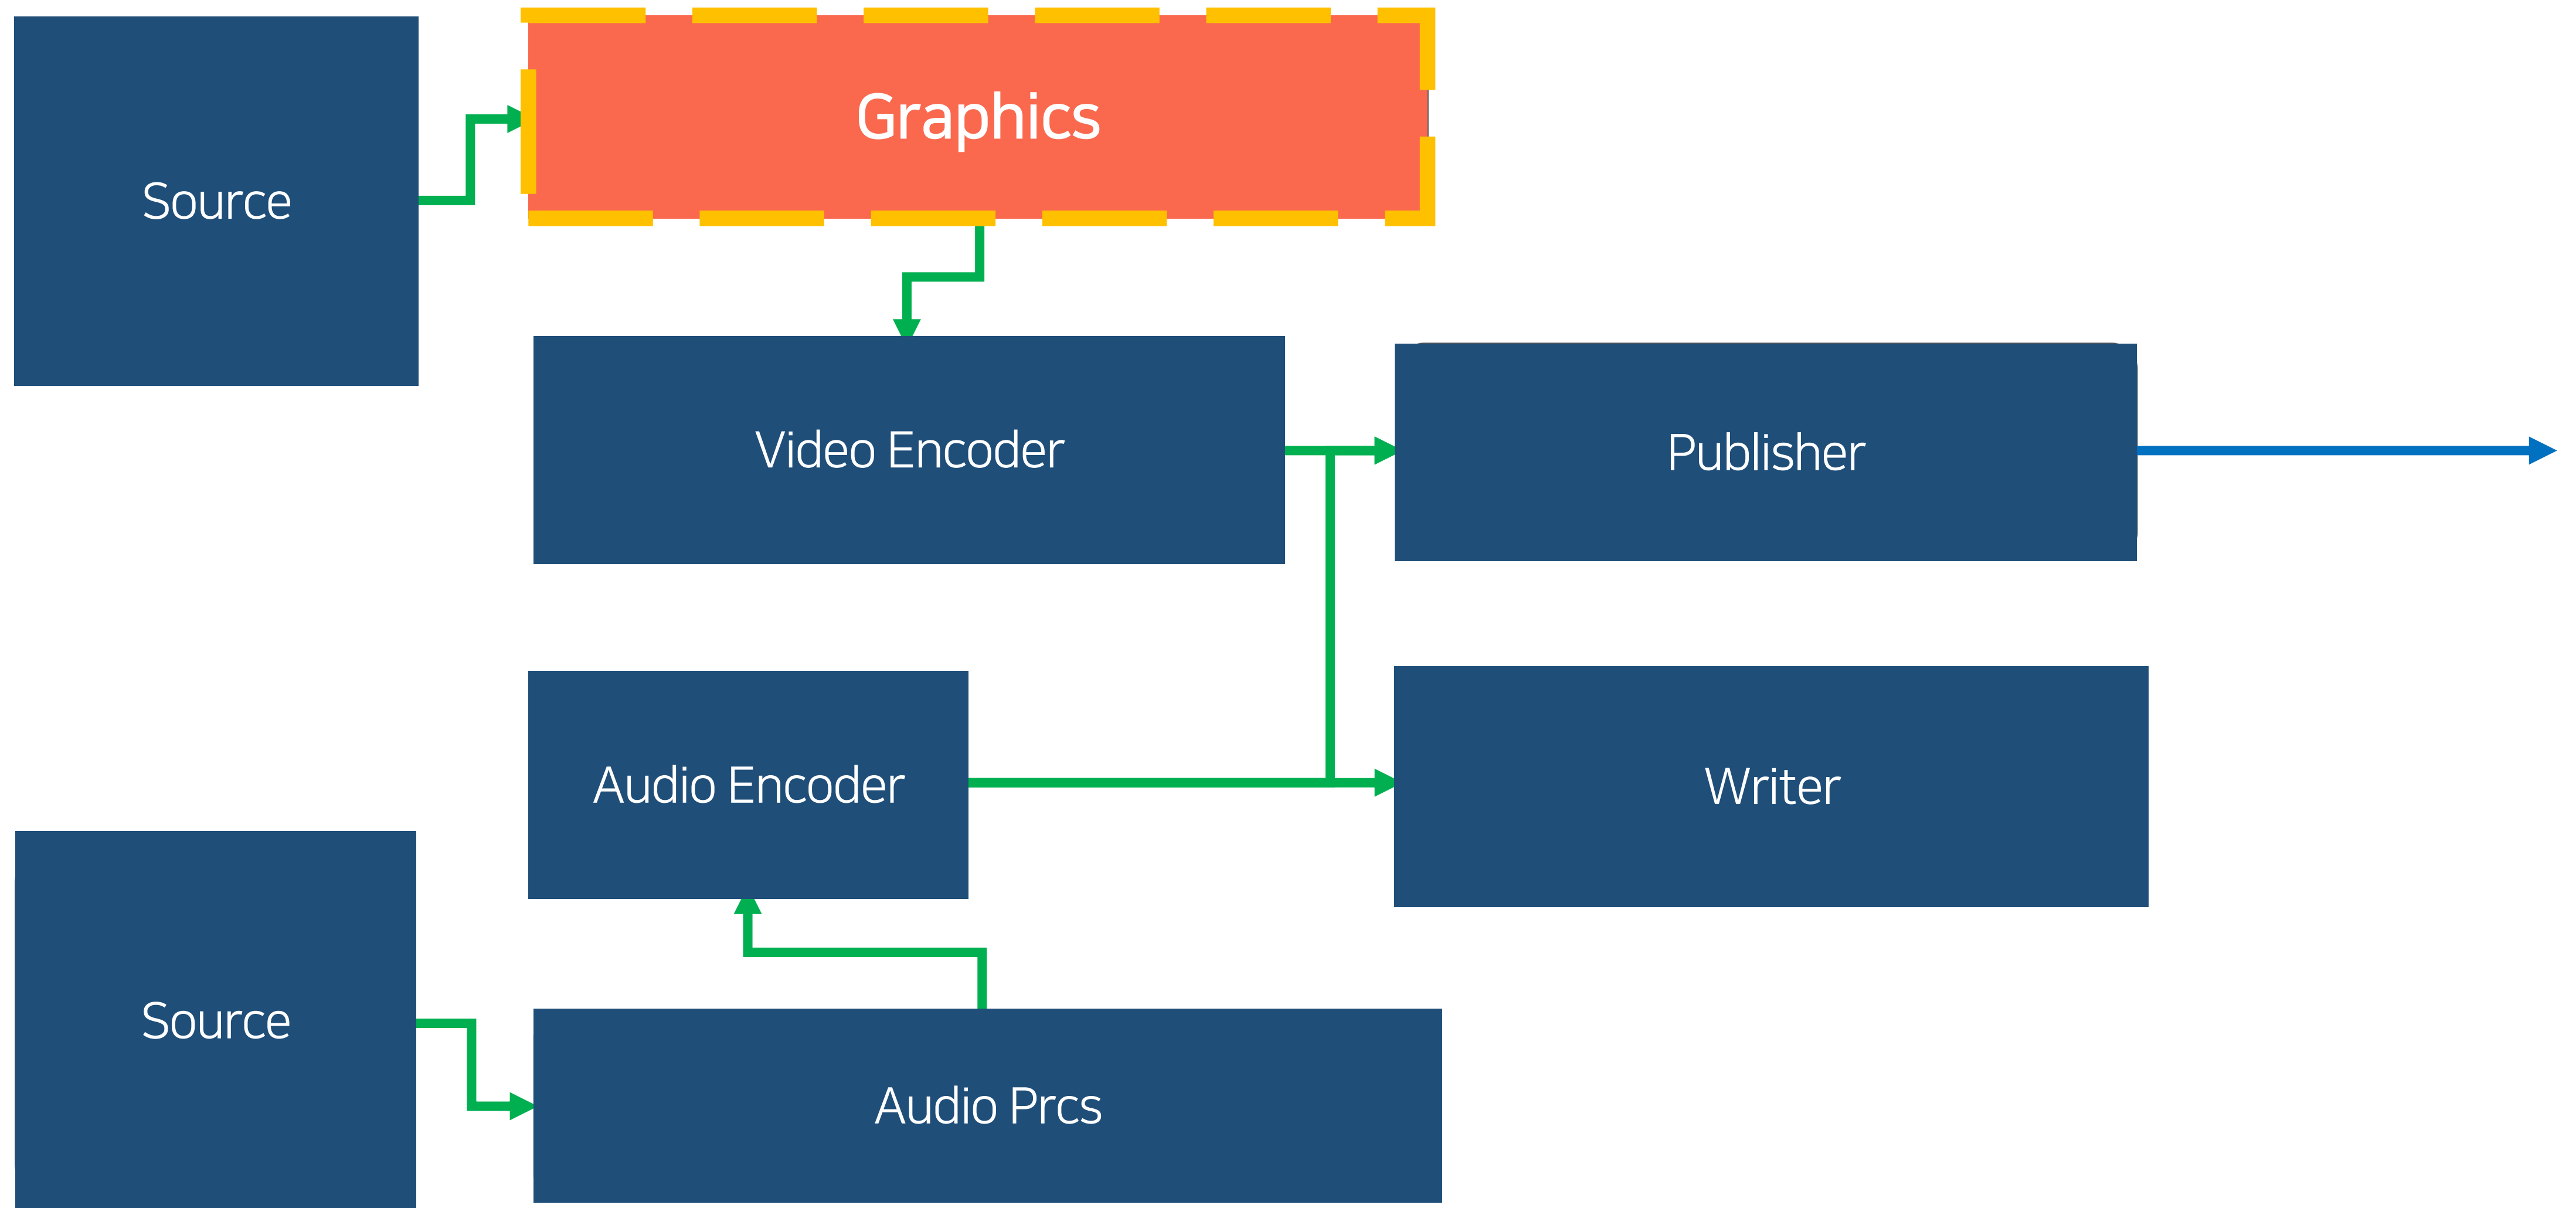 Graphics
Source
Video Encoder
Publisher
Audio Encoder
Writer
Source
Audio Prcs